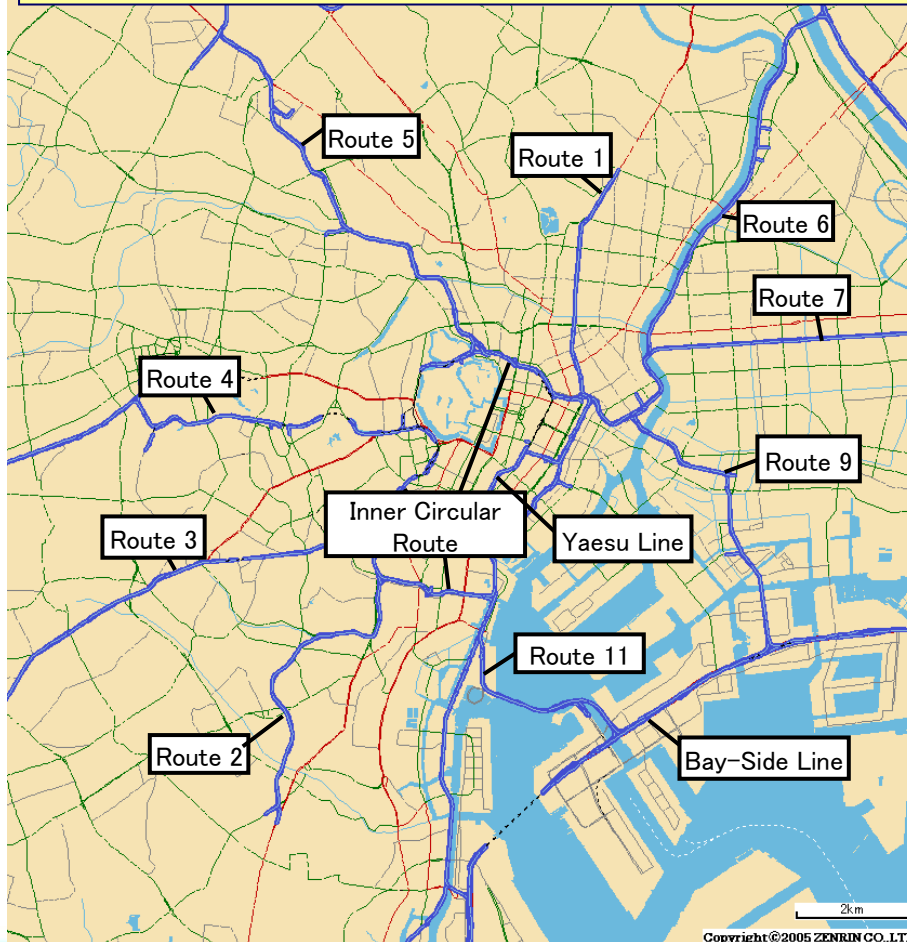 Route 5
Route 1
Route 6
Route 7
Route 4
Route 9
Inner Circular
Route
Yaesu Line
Route 3
Route 11
Route 2
Bay-Side Line
2km
Copyright©2005 ZENRIN CO.,LT